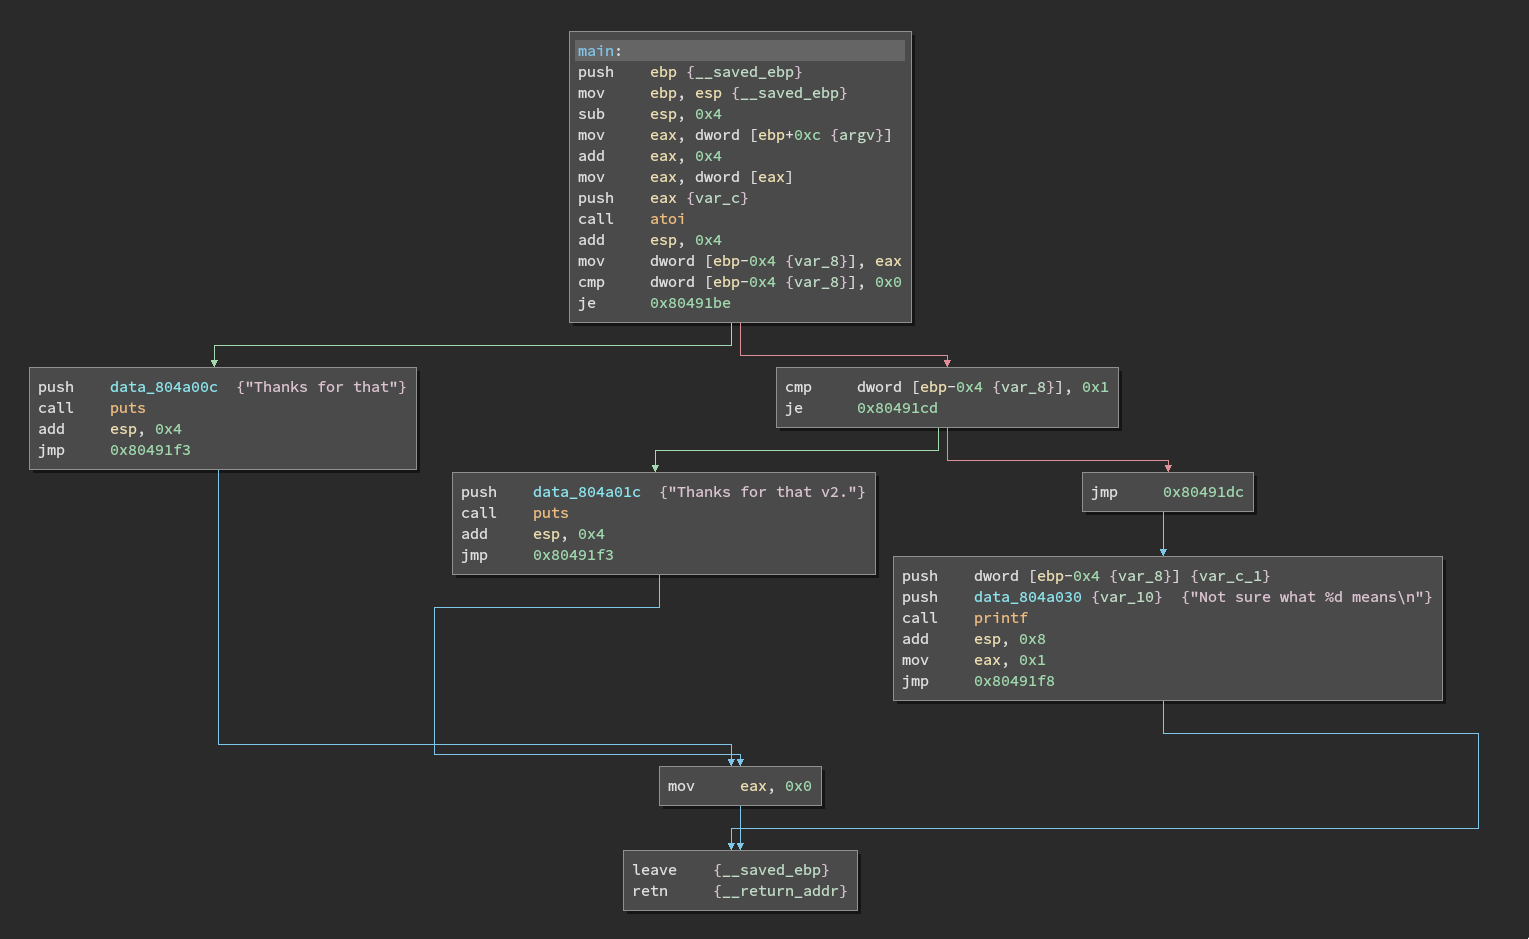 main:
push ebp {__saved_ebp}
mov ebp, esp {__saved_ebp}
sub esp, 0x4
mov eax, dword [ebp+0xc {argv}]
add eax, 0x4
mov eax, dword [eax]
push eax {var_c}
call atoi
add esp, 0x4
mov dword [ebp-0x4 {var_8}], eax
cmp dword [ebp-0x4 {var_8}], 0x0
je 0x80491be
push data_804a00c {"Thanks for that"}
call puts
add esp, 0x4
jmp 0x80491f3
cmp dword [ebp-0x4 {var_8}], 0x1
je 0x80491cd
push data_804a01c {"Thanks for that v2."}
call puts
add esp, 0x4
jmp 0x80491f3
jmp 0x80491dc
push dword [ebp-0x4 {var_8}] {var_c_1}
push data_804a030 {var_10} {"Not sure what %d means\n"}
call printf
add esp, 0x8
mov eax, 0x1
jmp 0x80491f8
mov eax, 0x0
leave {__saved_ebp}
retn {__return_addr}